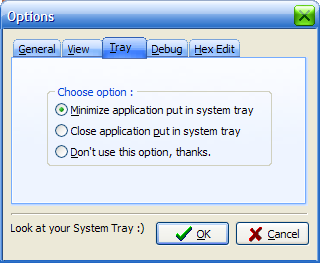 Options
General View Tray Debug Hex Edit
Choose option :
Minimize application put in system tray
Close application put in system tray
Don't use this option, thanks.
Look at your System Tray :) OK Cancel